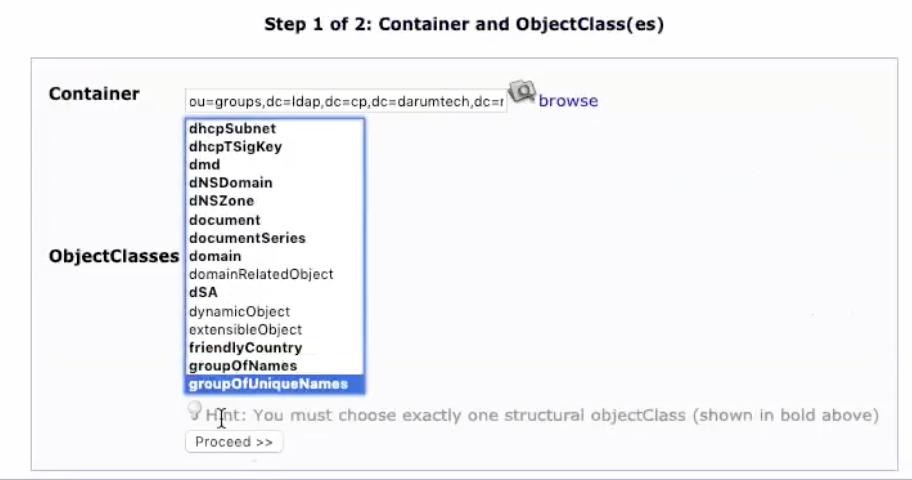 Step 1 of 2: Container and ObjectClass(es)
Container
ou=groups,dc=ldap,dc=cp,dc=darumtech,dc=r
browse
dhcpSubnet
dhcpTSigKey
dmd
dNSDomain
dNSZone
document
documentSeries
ObjectClasses
domain
domainRelatedObject
dSA
dynamicObject
extensibleObject
friendlyCountry
groupOfNames
groupOfUniqueNames
Hint: You must choose exactly one structural objectClass (shown in bold above)
Proceed >>